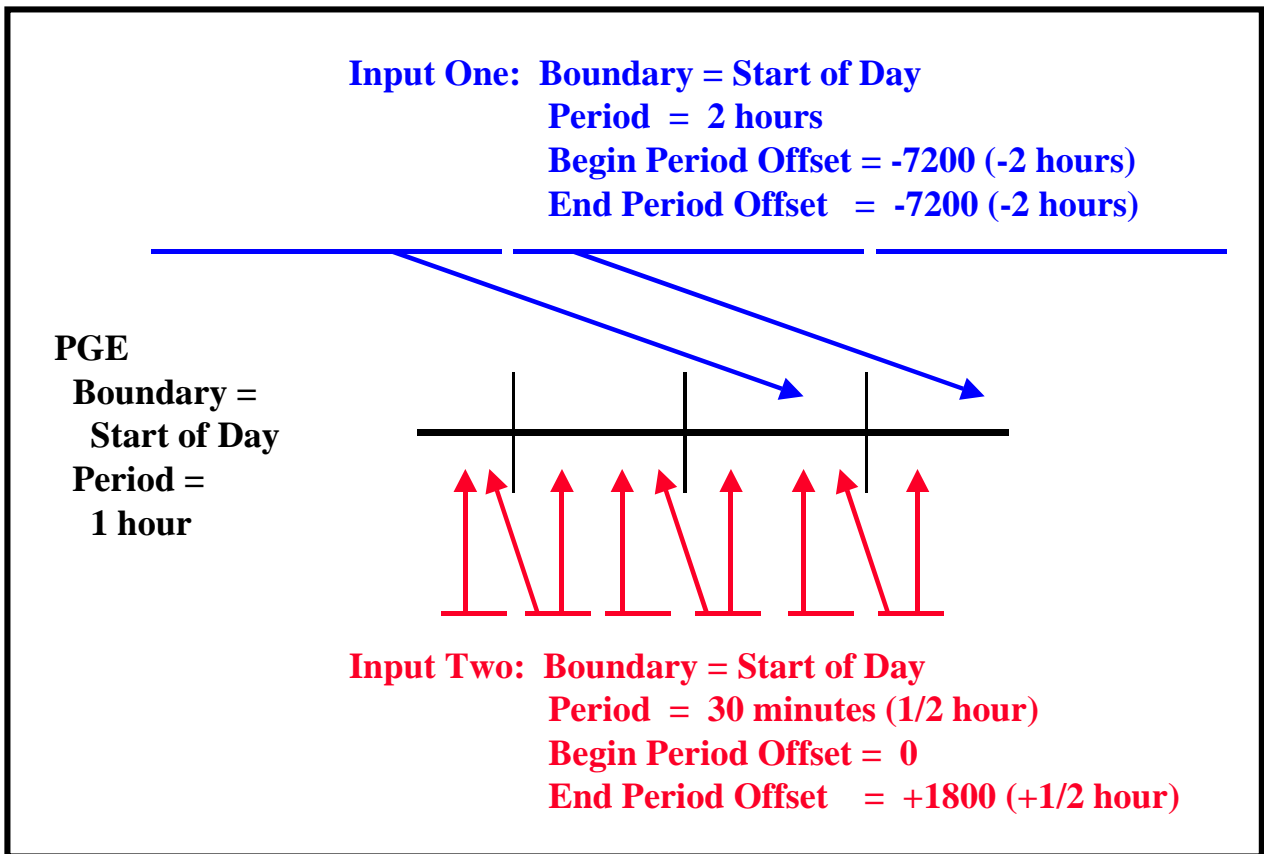 Input One: Boundary = Start of Day
Period = 2 hours
Begin Period Offset = -7200 (-2 hours)
End Period Offset = -7200 (-2 hours)
PGE
Boundary =
Start of Day
Period =
1 hour
Input Two: Boundary = Start of Day
Period = 30 minutes (1/2 hour)
Begin Period Offset = 0
End Period Offset = +1800 (+1/2 hour)